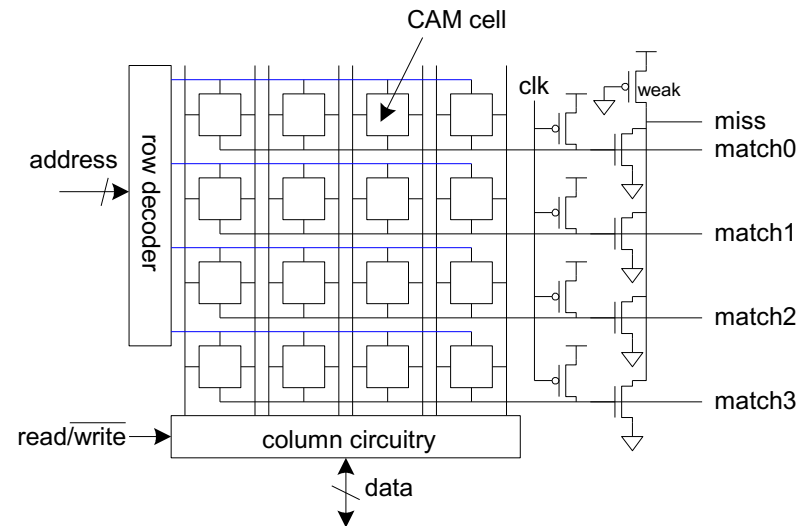 CAM cell
clk
weak
miss
match0
address
row decoder
match1
match2
match3
read/write
column circuitry
data